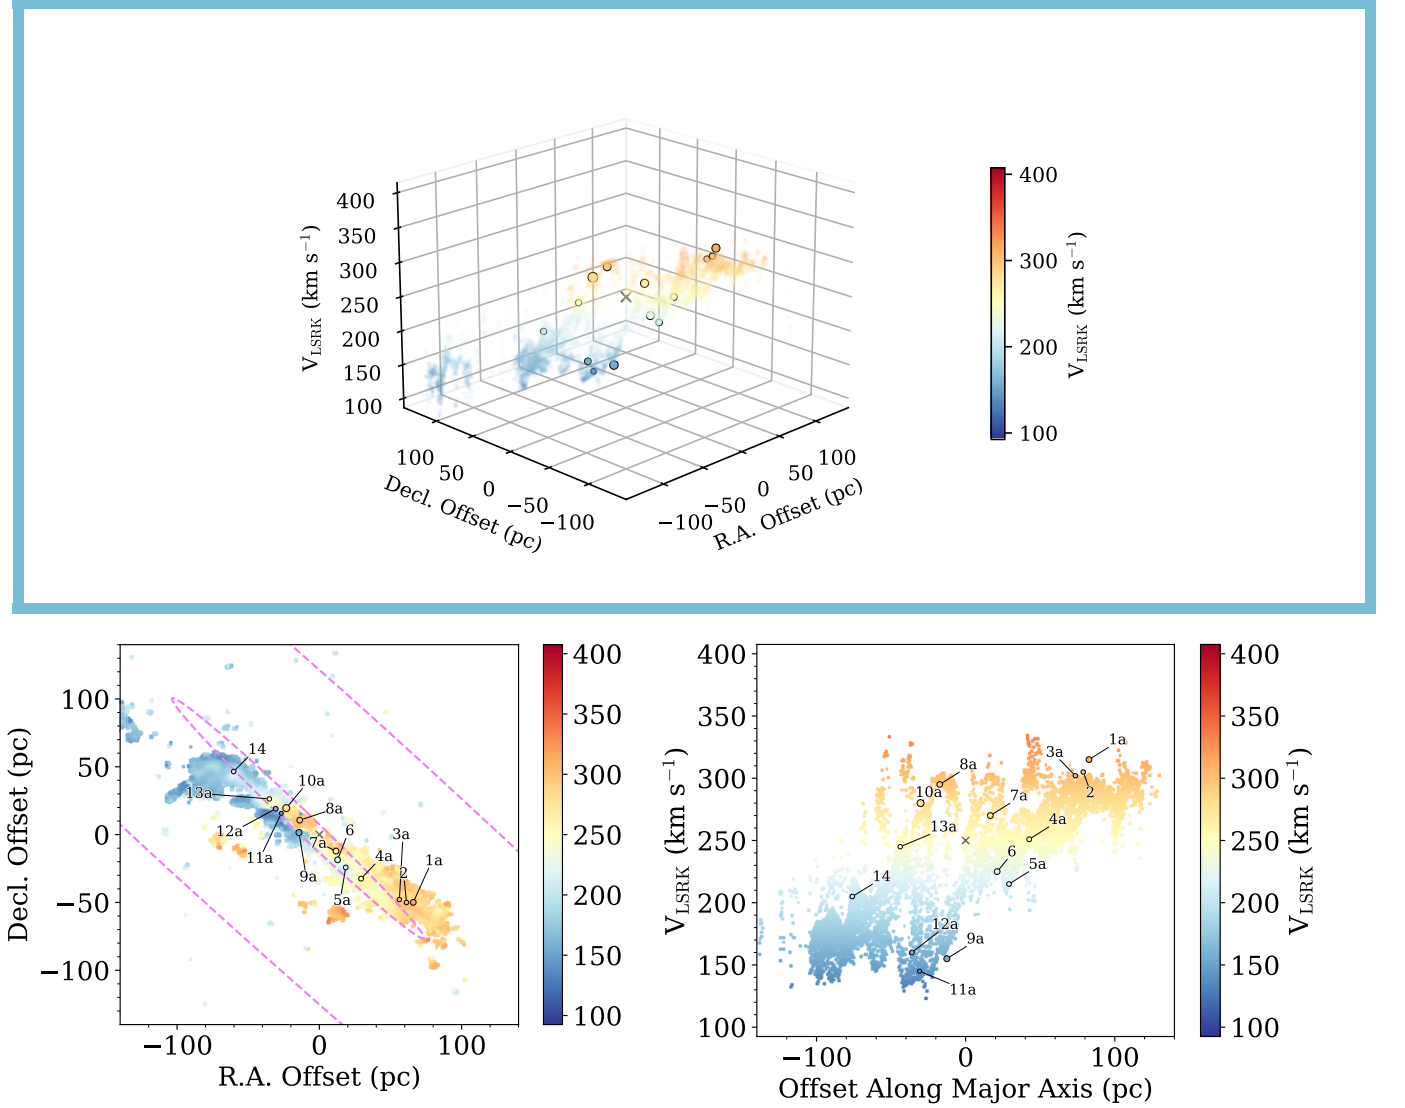 400
350
300
250
200
150
100
V_LSRK (km s⁻¹)
100
50
0
−50
−100
Decl. Offset (pc)
−100
−50
0
50
100
R.A. Offset (pc)
400
300
200
100
V_LSRK (km s⁻¹)
100
50
0
−50
−100
Decl. Offset (pc)
−100
0
100
R.A. Offset (pc)
14
13a
10a
8a
12a
11a
7a
6
9a
3a
4a
1a
2
5a
400
350
300
250
200
150
100
V_LSRK (km s⁻¹)
400
350
300
250
200
150
100
−100
0
100
Offset Along Major Axis (pc)
1a
3a
8a
2
10a
7a
4a
13a
6
5a
14
12a
9a
11a
400
350
300
250
200
150
100
V_LSRK (km s⁻¹)